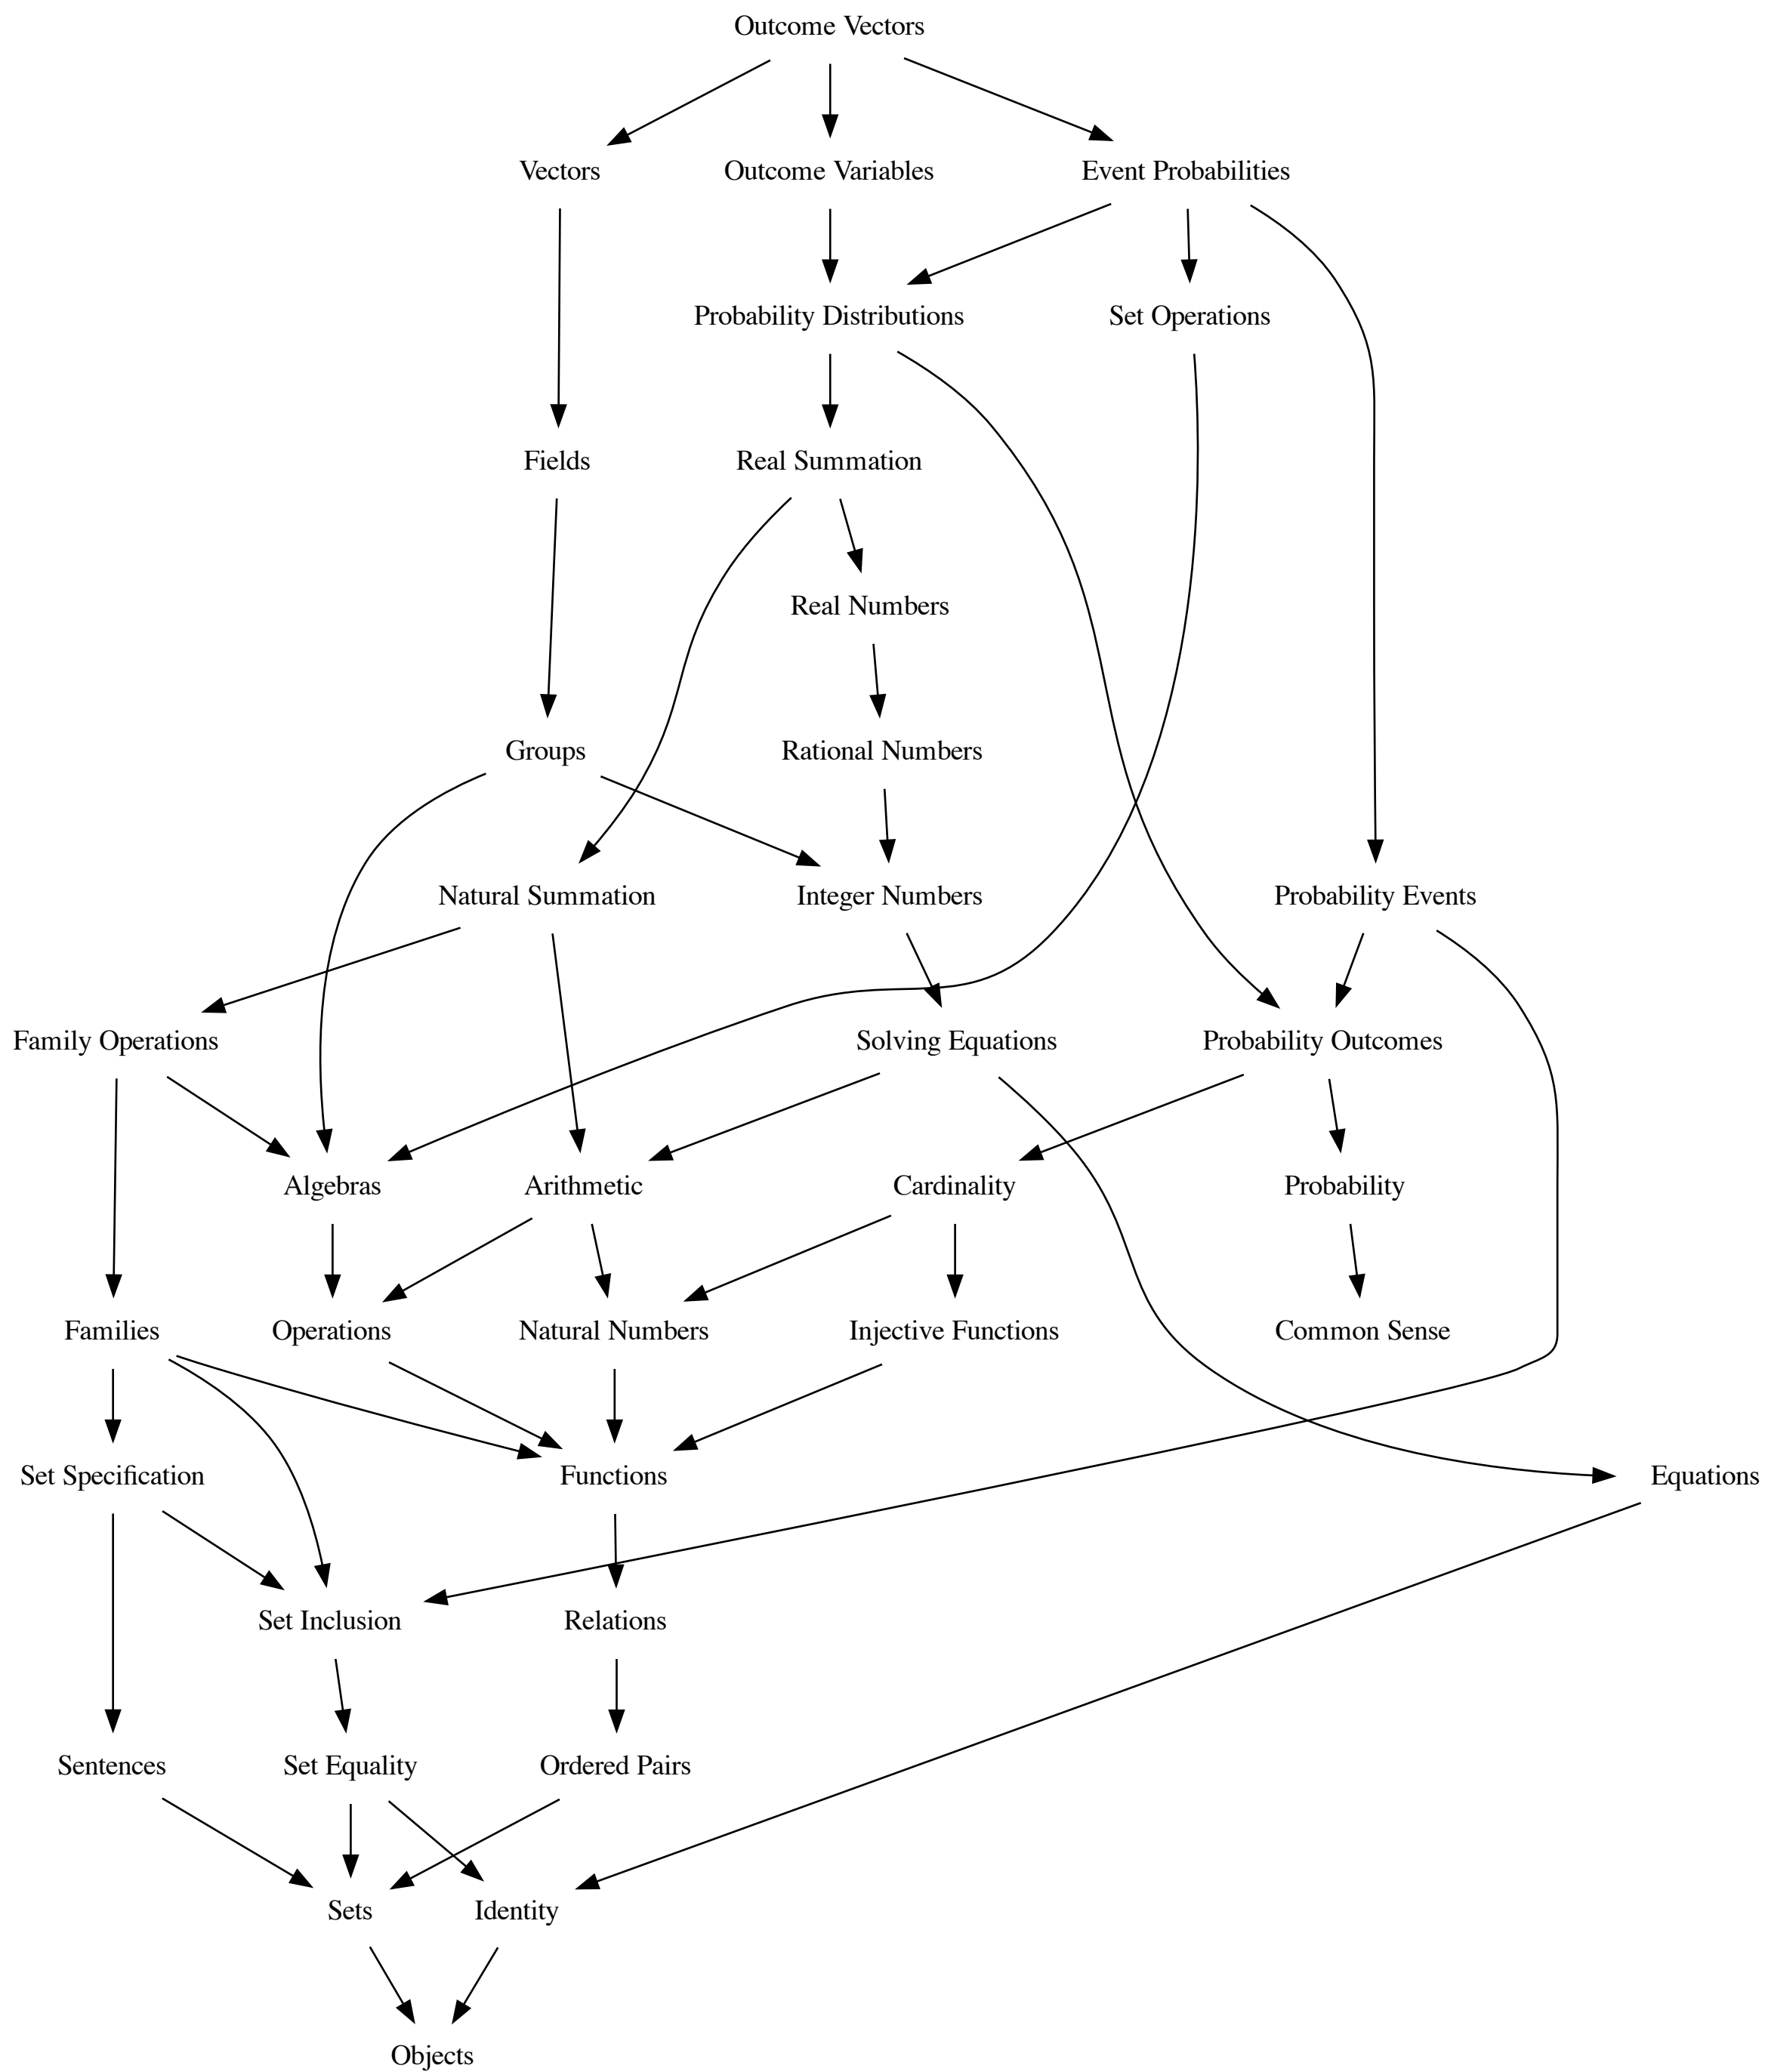 Outcome Vectors
Vectors
Outcome Variables
Event Probabilities
Probability Distributions
Set Operations
Fields
Real Summation
Real Numbers
Groups
Rational Numbers
Natural Summation
Integer Numbers
Probability Events
Family Operations
Solving Equations
Probability Outcomes
Algebras
Arithmetic
Cardinality
Probability
Families
Operations
Natural Numbers
Injective Functions
Common Sense
Set Specification
Functions
Equations
Set Inclusion
Relations
Sentences
Set Equality
Ordered Pairs
Sets
Identity
Objects